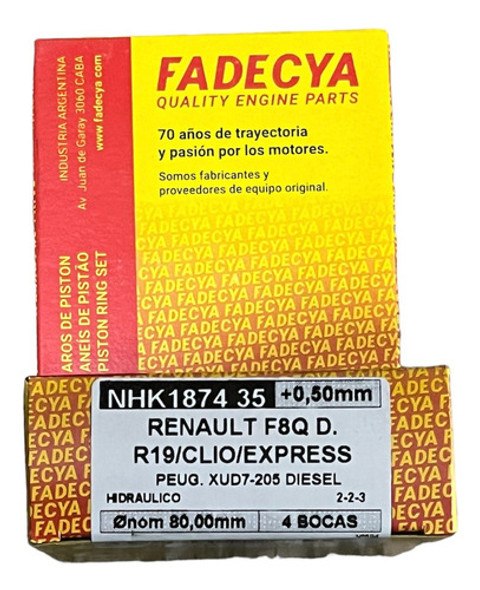 FADECYA
QUALITY ENGINE PARTS
70 años de trayectoria
y pasión por los motores.
Somos fabricantes y
proveedores de equipo original.
INDUSTRIA ARGENTINA
Av Juan de Garay 3060 CABA
www.fadecya.com
AROS DE PISTON
ANEÍS DE PISTÃO
PISTON RING SET
FADECYA FADECYA FADECYA
NHK1874 35 +0,50mm
RENAULT F8Q D.
R19/CLIO/EXPRESS
PEUG. XUD7-205 DIESEL
HIDRAULICO 2-2-3
Ønom 80,00mm 4 BOCAS